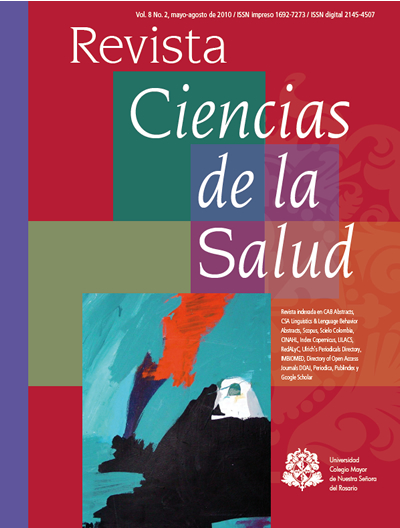 Vol. 8 No. 2, mayo-agosto de 2010 / ISSN Impreso 1692-7273 / ISSN digital 2145-4507
Revista
Ciencias
de la
Salud
Revista indexada en CAB Abstracts,
CSA Linguistics & Lenguage Behavior
Abstracts, Scopus, Scielo Colombia,
CINAHL, Index Copernicus, LILACS,
RedALyC, Ulrich's Periodicals Directory,
IMBIOMED, Directory of Open Access
Journals DOAJ, Periodica, Publindex y
Google Scholar
Universidad
Colegio Mayor
de Nuestra Señora
del Rosario